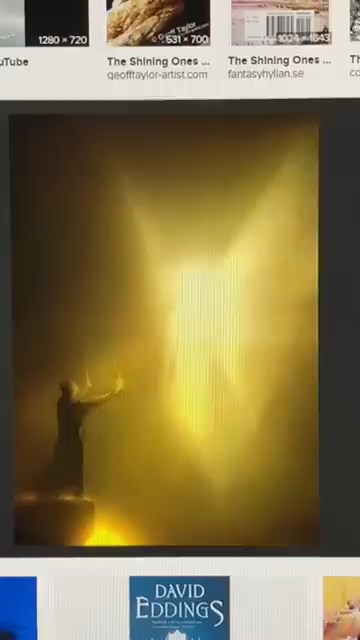 1280 × 720
© Geoff Taylor
631 × 700
1024 × 1643
uTube
The Shining Ones ...
The Shining Ones ...
geofftaylor-artist.com
fantasyhyllan.se
DAVID
EDDINGS